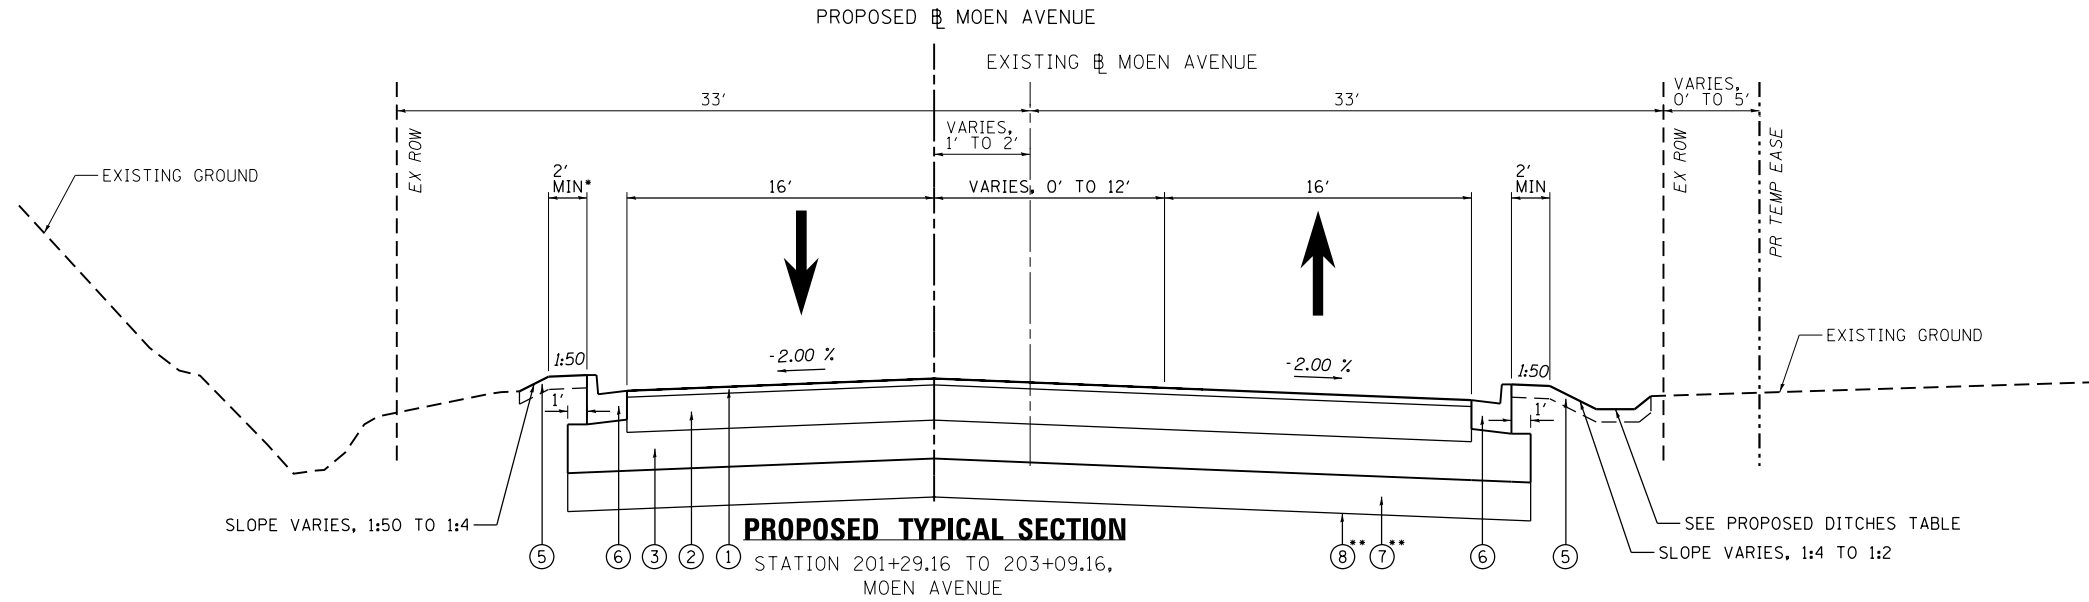 PROPOSED ⅊ MOEN AVENUE
EXISTING ⅊ MOEN AVENUE
33'
33'
VARIES,
0' TO 5'
VARIES,
1' TO 2'
EX ROW
EX ROW
PR TEMP EASE
EXISTING GROUND
2'
MIN*
16'
VARIES, 0' TO 12'
16'
2'
MIN
EXISTING GROUND
1:50
-2.00 %
-2.00 %
1:50
1'
1'
SLOPE VARIES, 1:50 TO 1:4
SEE PROPOSED DITCHES TABLE
SLOPE VARIES, 1:4 TO 1:2
5
6
3
2
1
8**
7**
6
5
PROPOSED TYPICAL SECTION
STATION 201+29.16 TO 203+09.16,
MOEN AVENUE